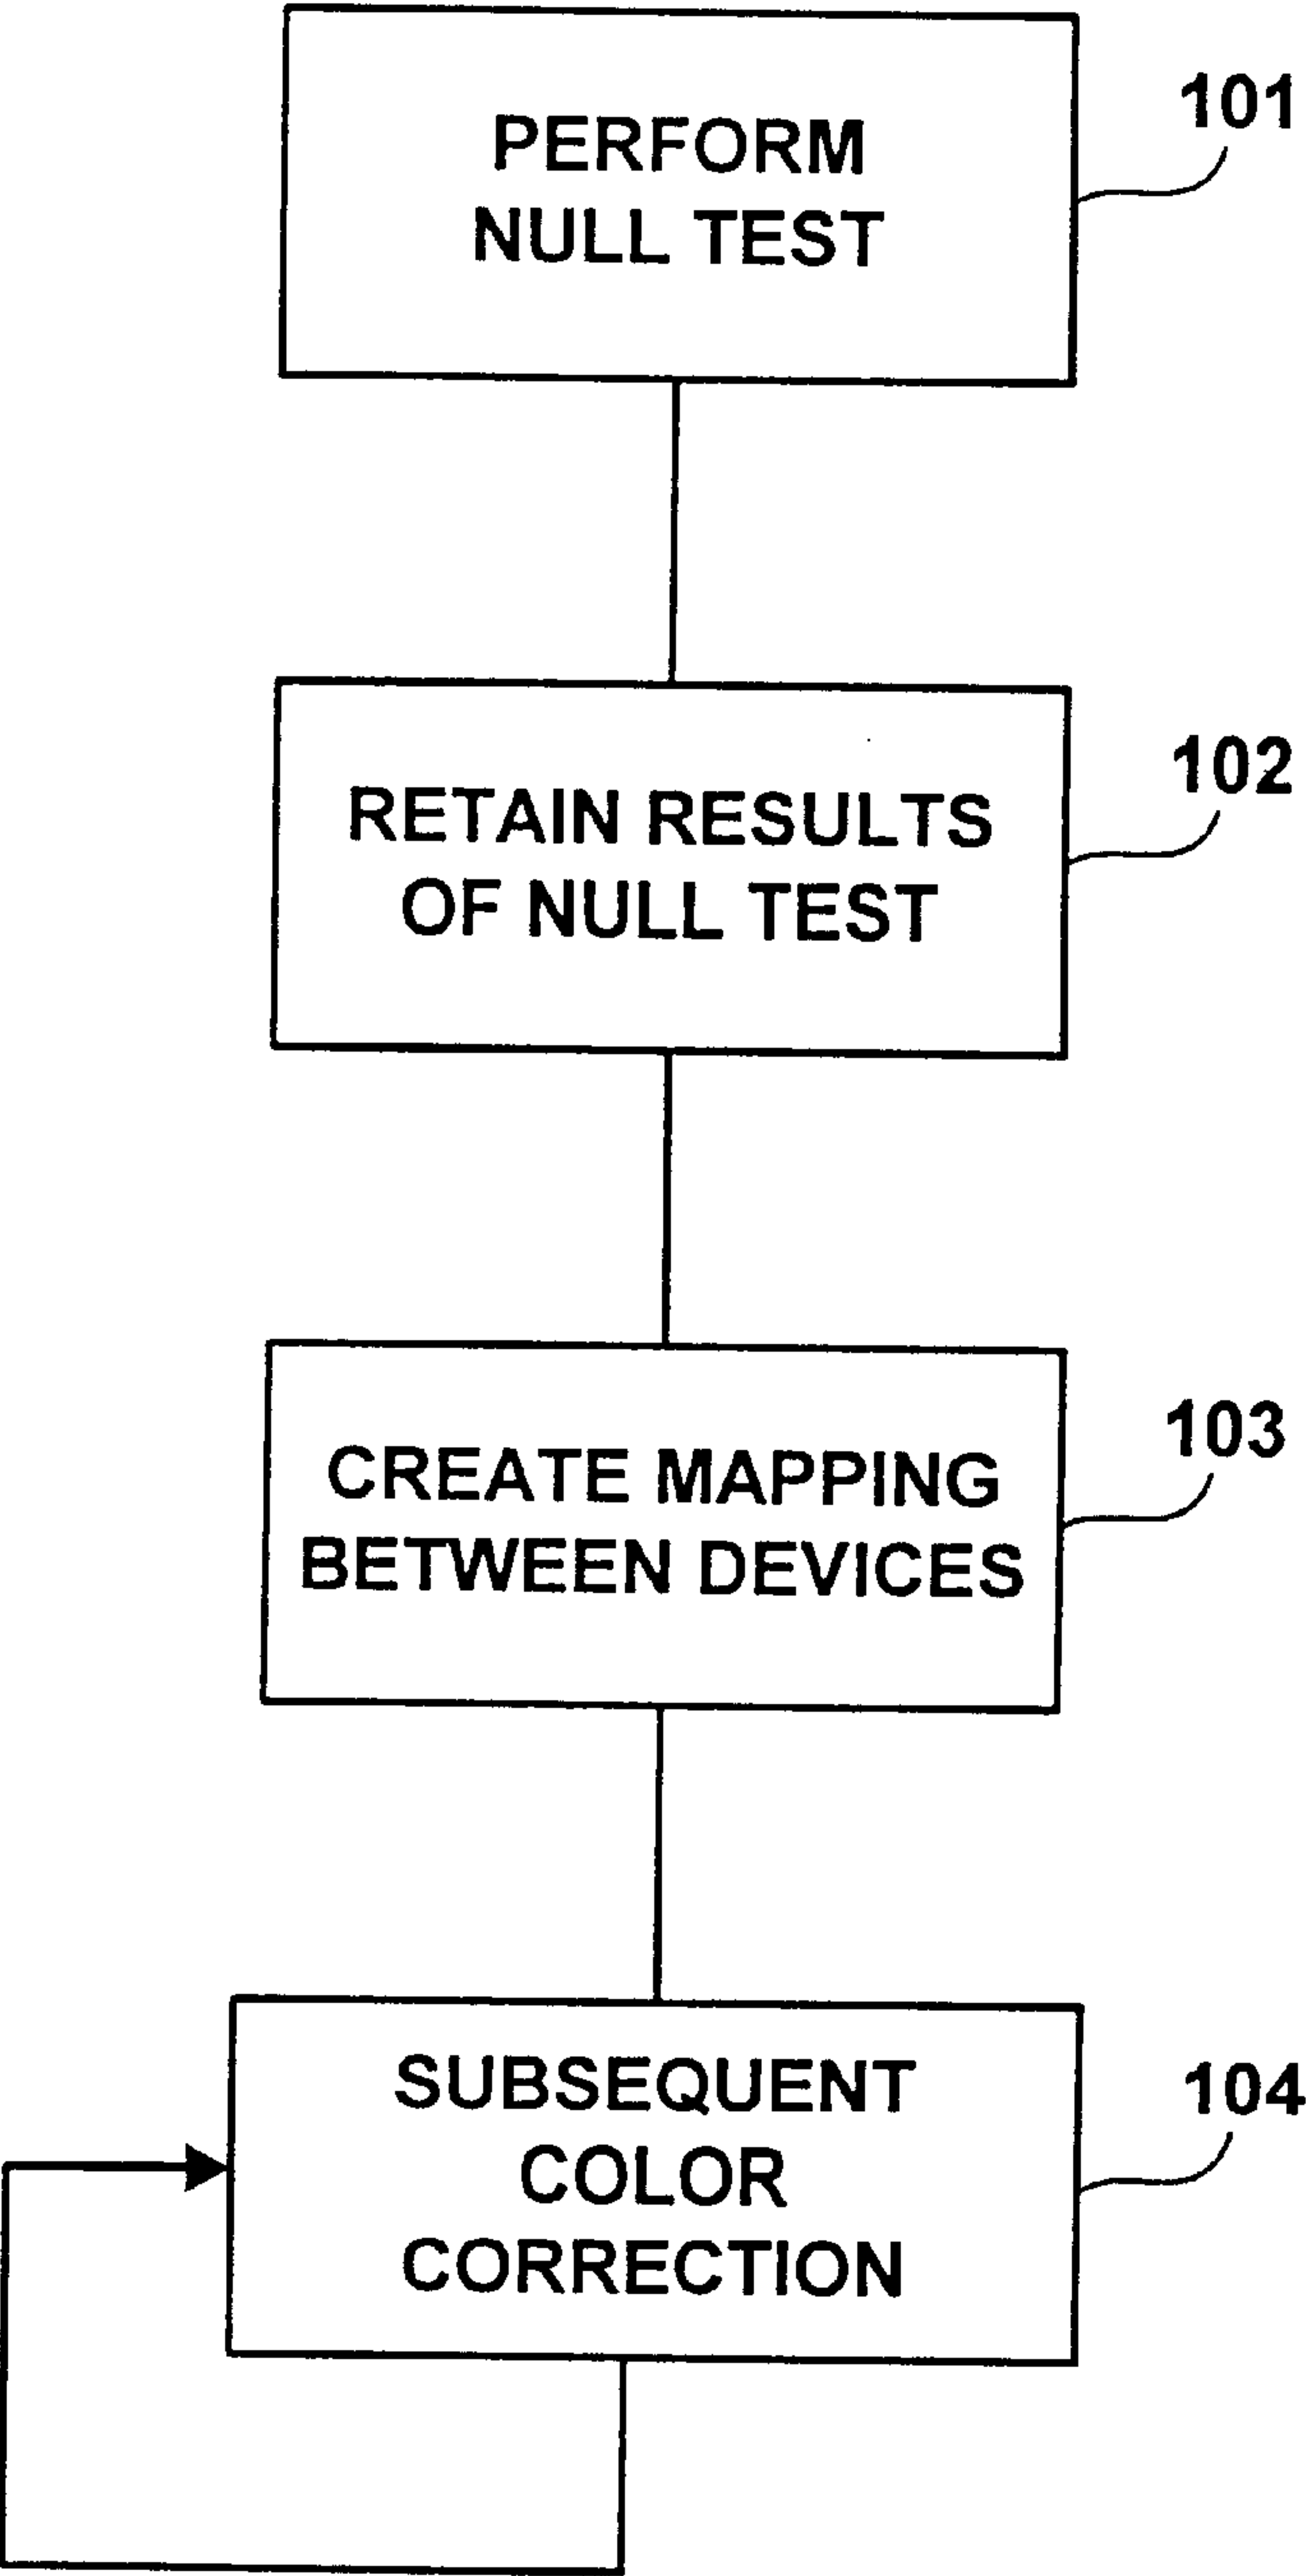 PERFORM
NULL TEST
101
RETAIN RESULTS
OF NULL TEST
102
CREATE MAPPING
BETWEEN DEVICES
103
SUBSEQUENT
COLOR
CORRECTION
104